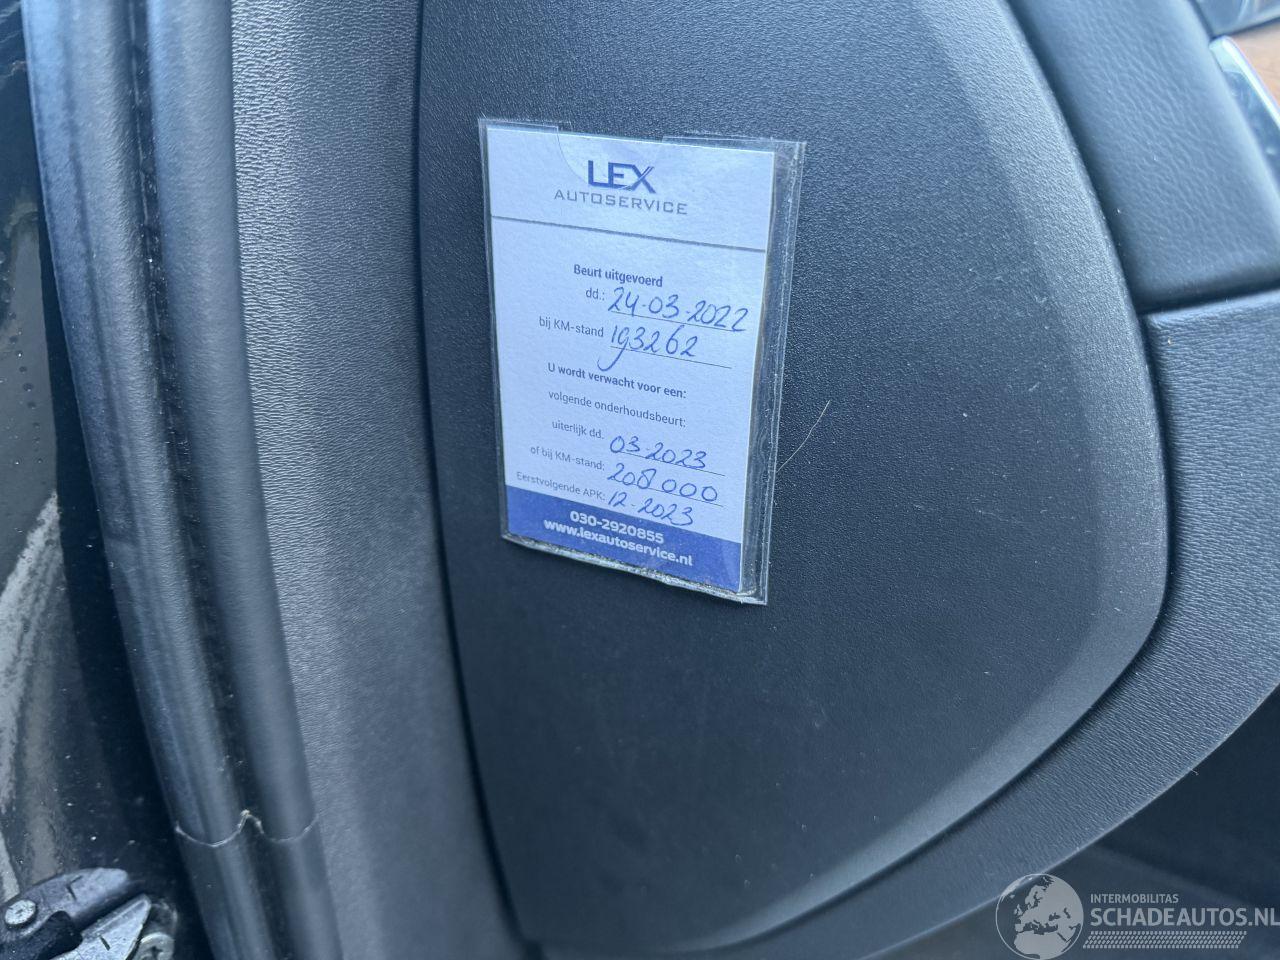 LEX
AUTOSERVICE
Beurt uitgevoerd
dd.: 24-03-2022
bij KM-stand 193262
U wordt verwacht voor een:
volgende onderhoudsbeurt:
uiterlijk dd. 03-2023
of bij KM-stand: 208.000
Eerstvolgende APK: 12-2023
030-2920855
www.lexautoservice.nl
INTERMOBILITAS
SCHADEAUTOS.NL